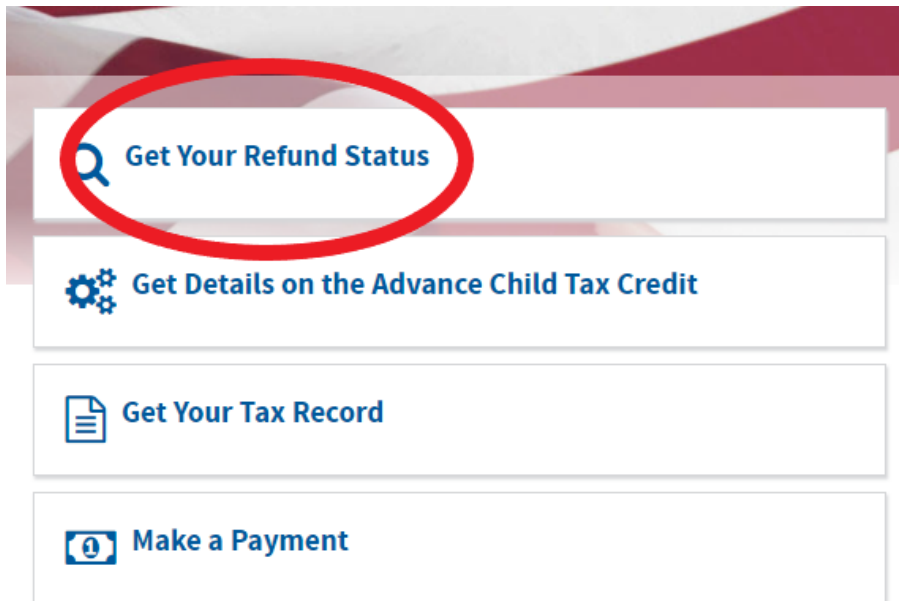 Get Your Refund Status
Get Details on the Advance Child Tax Credit
Get Your Tax Record
Make a Payment